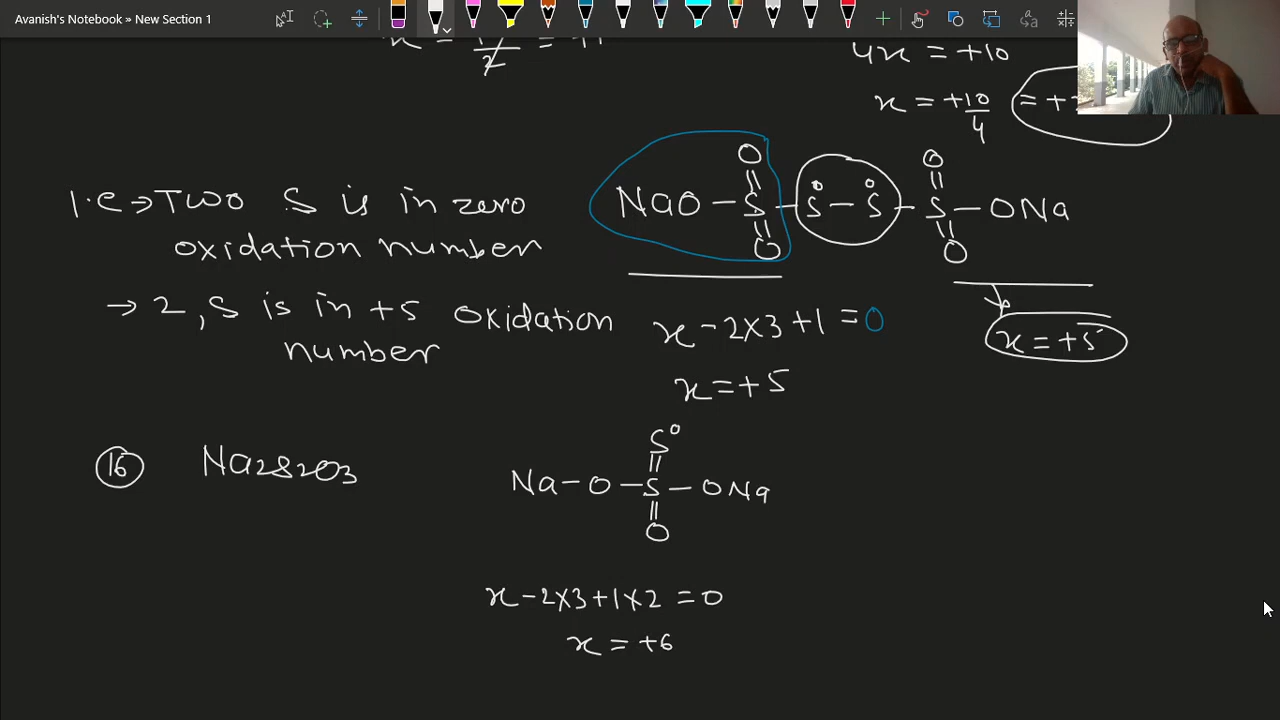 Avanish's Notebook » New Section 1
4x = +10
x = +10/4
I.e → Two S is in zero
oxidation number
→ 2, S is in +5 oxidation
number
O O
NaO – S – S – S – S – ONa
O O
x – 2×3 + 1 = 0
x = +5
x = +5
16 Na2S2O3
S0
Na – O – S – ONa
O
x – 2×3 + 1×2 = 0
x = +6